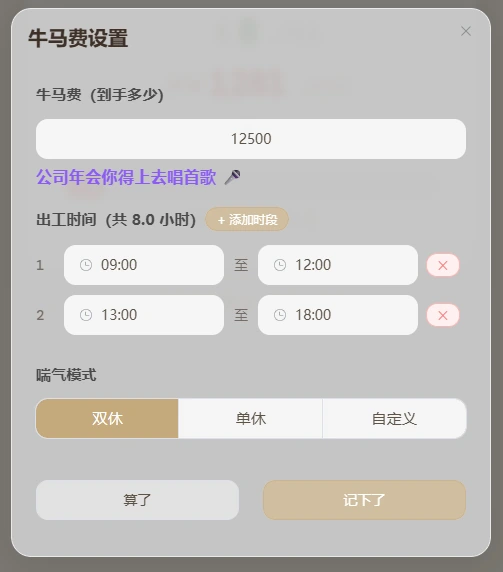 牛马费设置
牛马费（到手多少）
12500
公司年会你得上去唱首歌 🎤
出工时间（共 8.0 小时） + 添加时段
1 09:00 至 12:00
2 13:00 至 18:00
喘气模式
双休 单休 自定义
算了 记下了